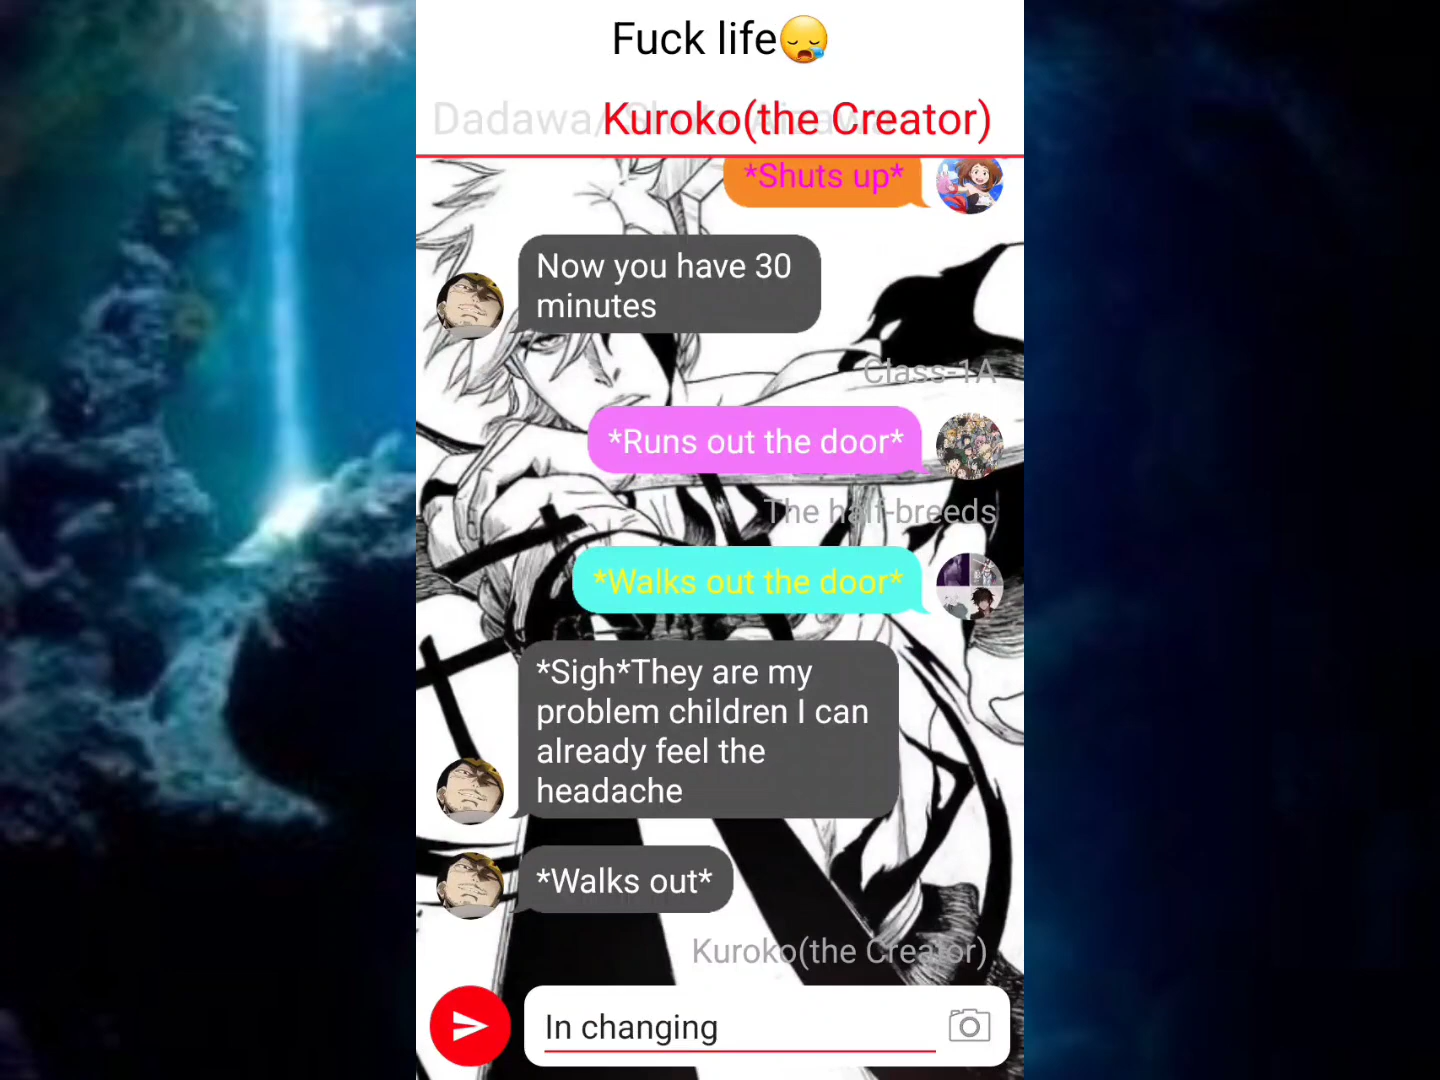 Fuck life😪
Dadawa/Shota Aizawa
Kuroko(the Creator)
*Shuts up*
Now you have 30
minutes
Class-1A
*Runs out the door*
The half-breeds
*Walks out the door*
*Sigh*They are my
problem children I can
already feel the
headache
*Walks out*
Kuroko(the Creator)
In changing